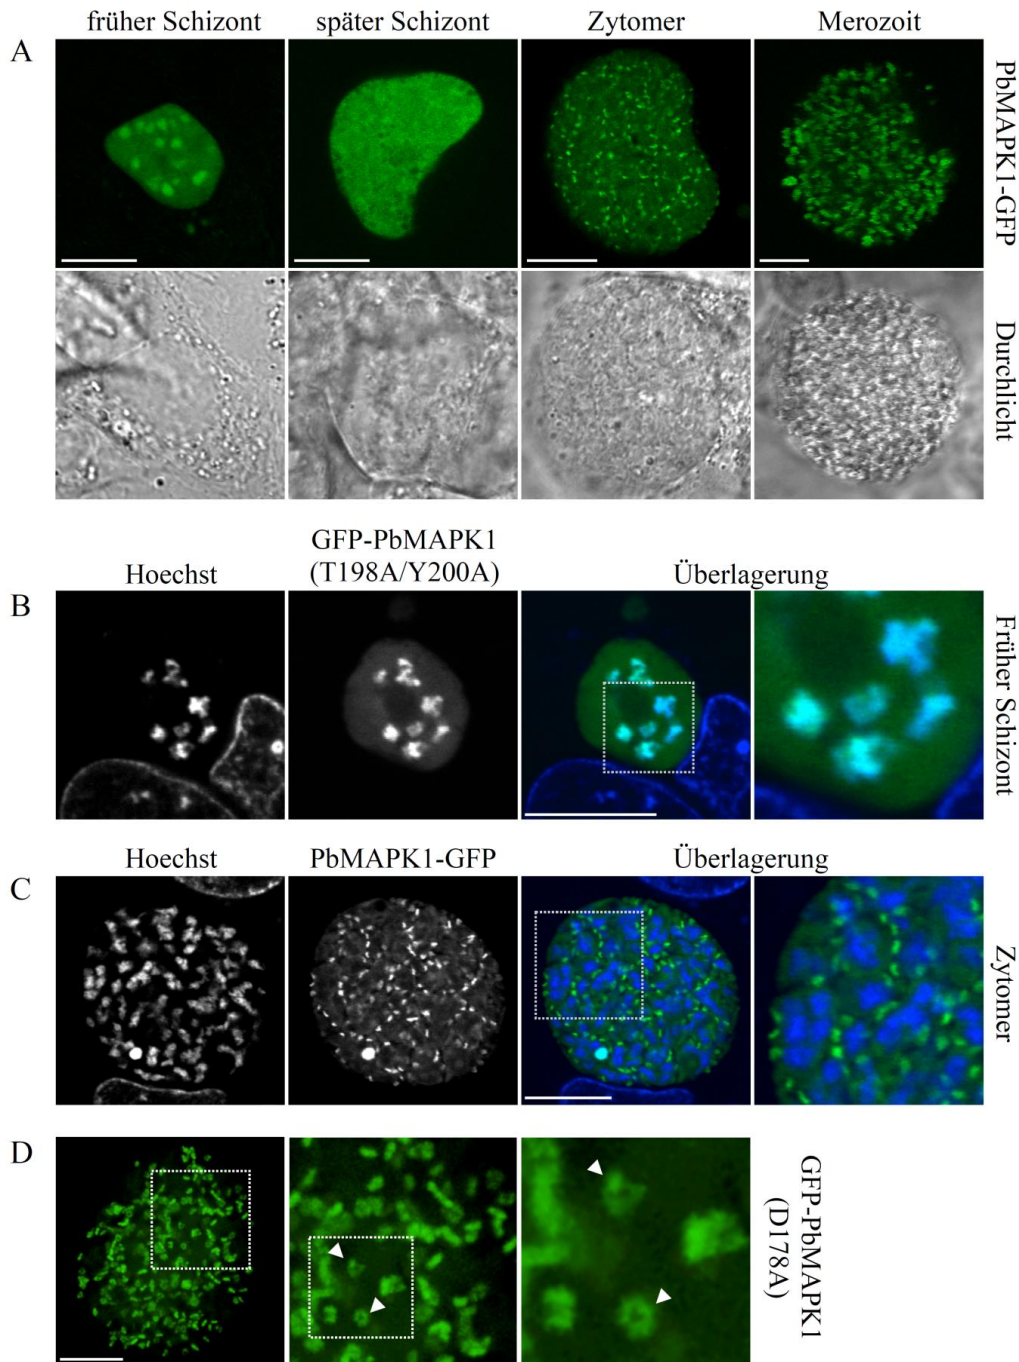 früher Schizont
später Schizont
Zytomer
Merozoit
A
PbMAPK1-GFP
Durchlicht
GFP-PbMAPK1
(T198A/Y200A)
Hoechst
Überlagerung
B
Früher Schizont
Hoechst
PbMAPK1-GFP
Überlagerung
C
Zytomer
D
GFP-PbMAPK1
(D178A)